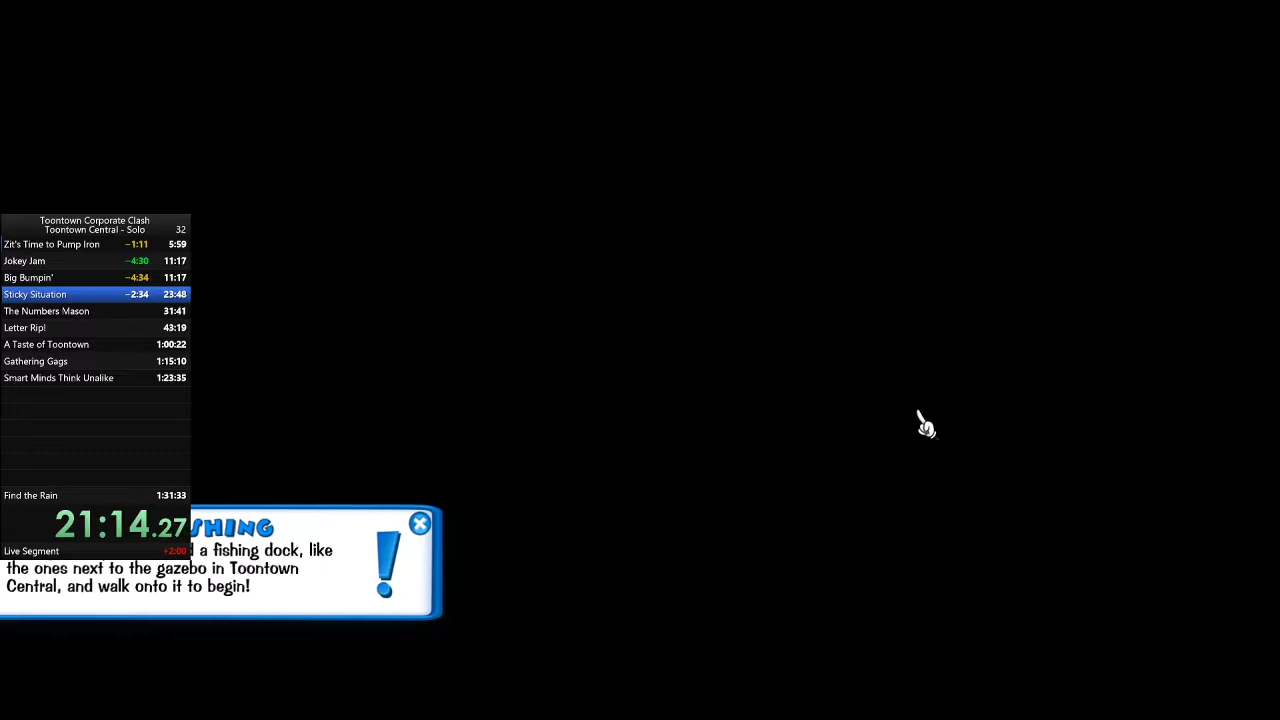 Toontown Corporate Clash
Toontown Central - Solo 32
Zit's Time to Pump Iron −1:11 5:59
Jokey Jam −4:30 11:17
Big Bumpin' −4:34 11:17
Sticky Situation −2:34 23:48
The Numbers Mason 31:41
Letter Rip! 43:19
A Taste of Toontown 1:00:22
Gathering Gags 1:15:10
Smart Minds Think Unalike 1:23:35
Find the Rain 1:31:33
21:14.27
Live Segment +2:00
SHING
a fishing dock, like
the ones next to the gazebo in Toontown
Central, and walk onto it to begin!